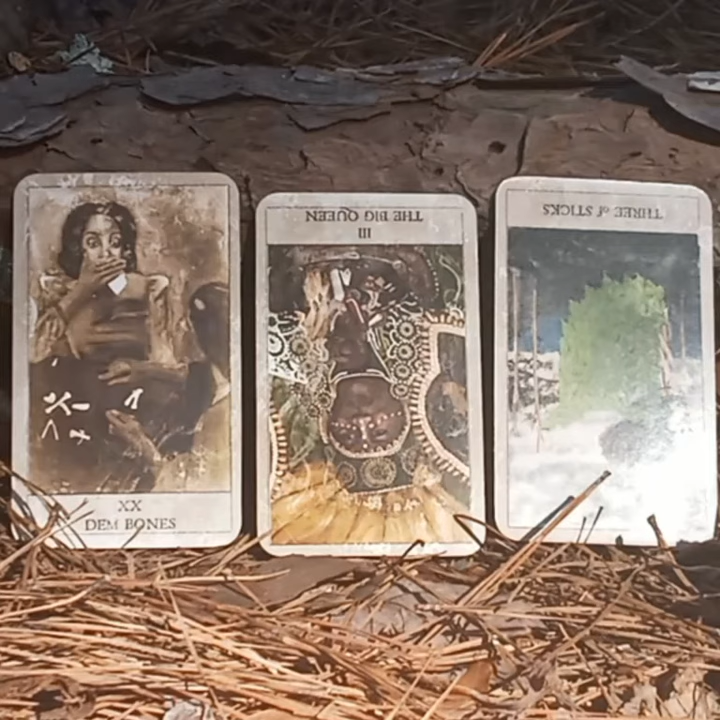 XX
DEM BONES
III
THE BIG QUEEN
THREE of STICKS